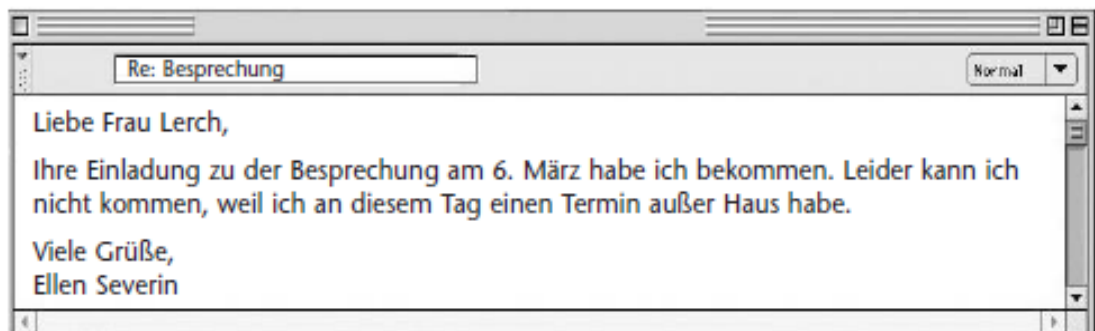 Re: Besprechung
Normal
Liebe Frau Lerch,
Ihre Einladung zu der Besprechung am 6. März habe ich bekommen. Leider kann ich
nicht kommen, weil ich an diesem Tag einen Termin außer Haus habe.
Viele Grüße,
Ellen Severin